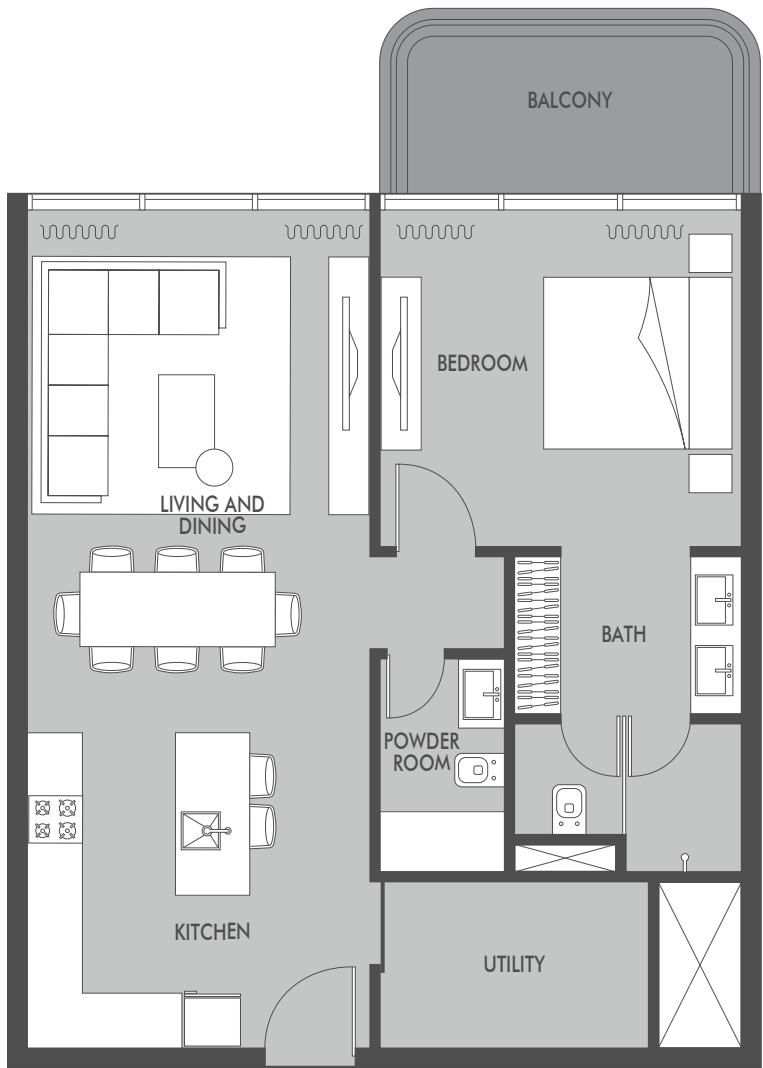 BALCONY
BEDROOM
LIVING AND
DINING
BATH
POWDER
ROOM
KITCHEN
UTILITY